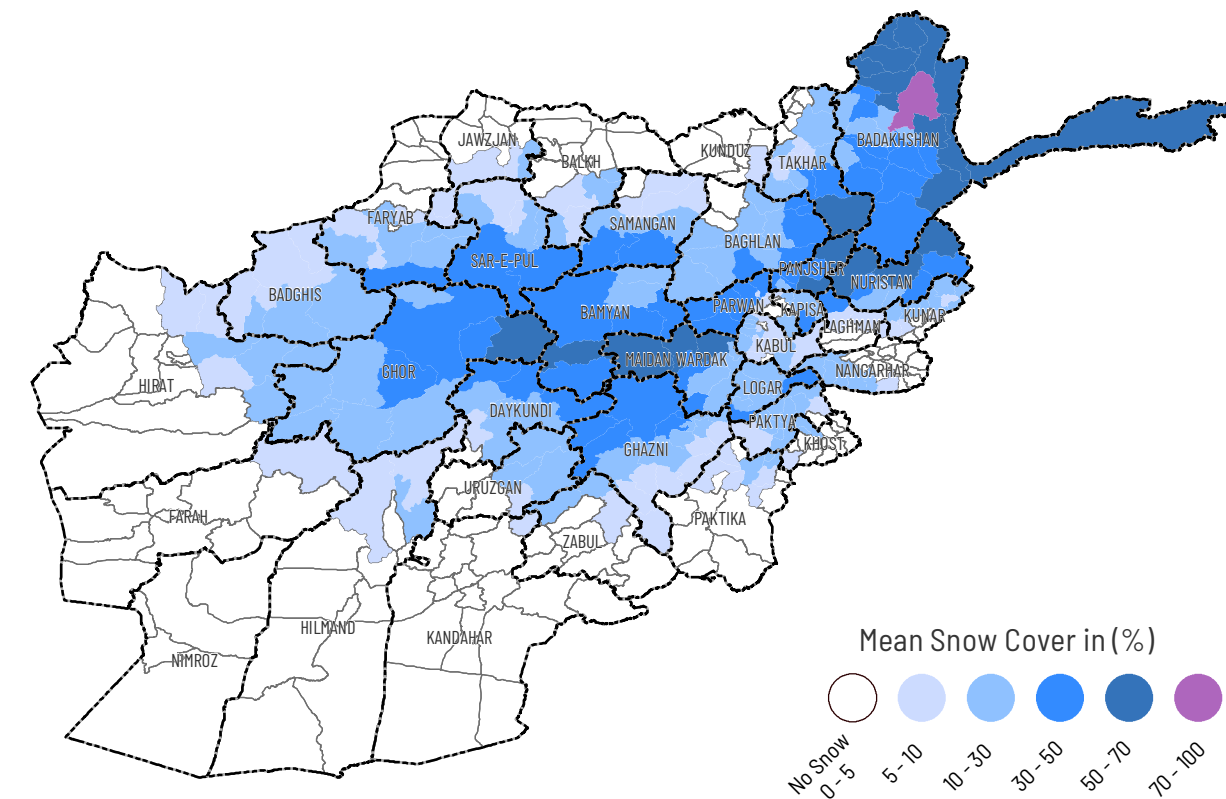 JAWZJAN
BALKH
KUNDUZ
TAKHAR
BADAKHSHAN
FARYAB
SAMANGAN
BAGHLAN
SAR-E-PUL
PANJSHER
NURISTAN
BADGHIS
BAMYAN
PARWAN
KAPISA
LAGHMAN
KUNAR
KABUL
MAIDAN WARDAK
NANGARHAR
HIRAT
GHOR
LOGAR
DAYKUNDI
PAKTYA
GHAZNI
KHOST
URUZGAN
FARAH
PAKTIKA
ZABUL
HILMAND
KANDAHAR
NIMROZ
Mean Snow Cover in (%)
No Snow
0 - 5
5 - 10
10 - 30
30 - 50
50 - 70
70 - 100